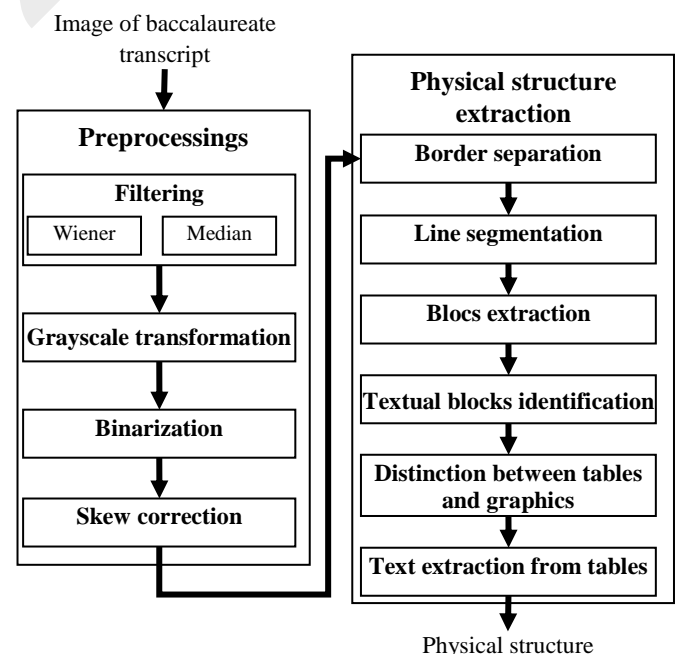 Image of baccalaureate
transcript
Preprocessings
Filtering
Wiener
Median
Grayscale transformation
Binarization
Skew correction
Physical structure
extraction
Border separation
Line segmentation
Blocs extraction
Textual blocks identification
Distinction between tables
and graphics
Text extraction from tables
Physical structure